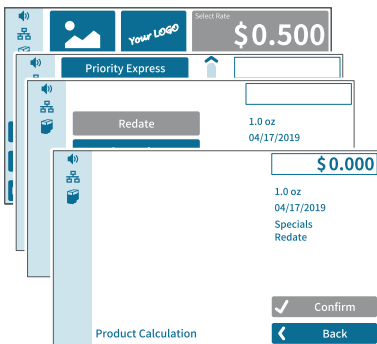 Select Rate
Your LOGO
$0.500
Priority Express
Redate
1.0 oz
04/17/2019
$0.000
1.0 oz
04/17/2019
Specials
Redate
Confirm
Product Calculation
Back